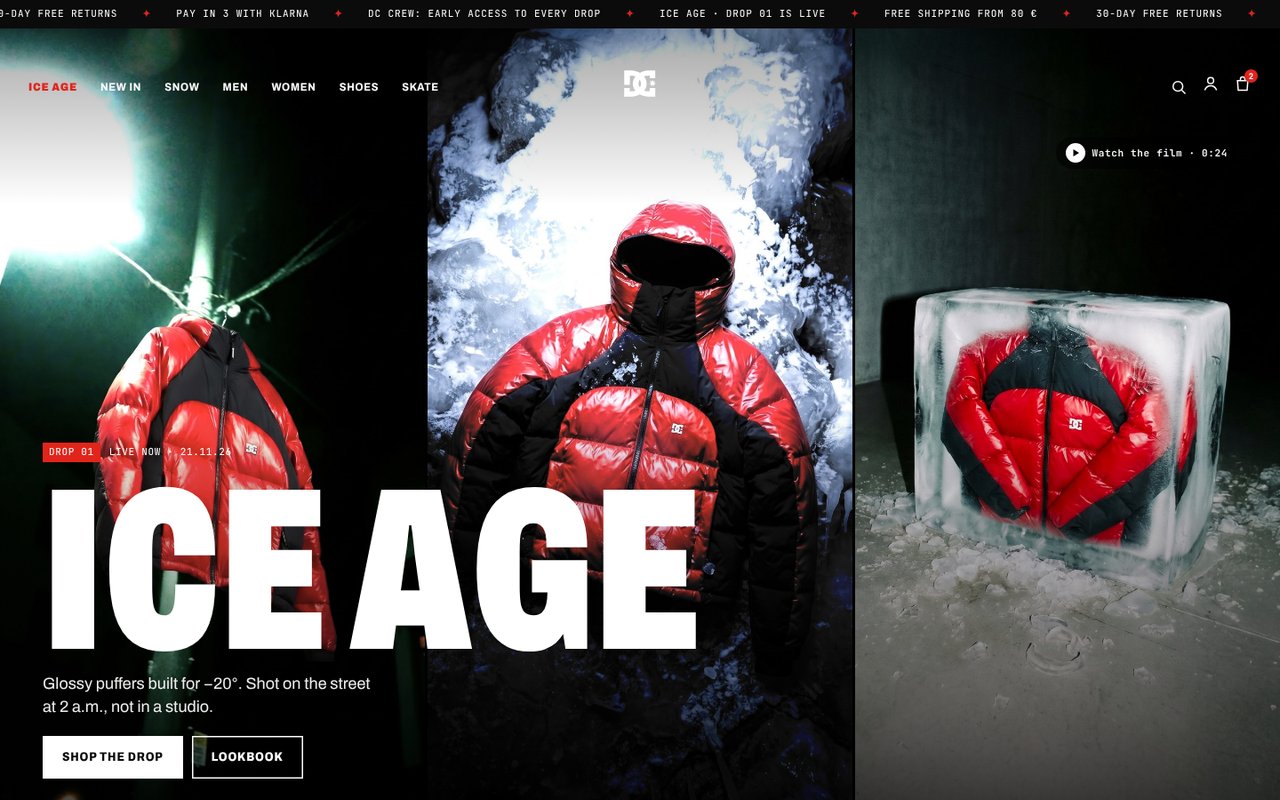 -DAY FREE RETURNS ✦ PAY IN 3 WITH KLARNA ✦ DC CREW: EARLY ACCESS TO EVERY DROP ✦ ICE AGE · DROP 01 IS LIVE ✦ FREE SHIPPING FROM 80 € ✦ 30-DAY FREE RETURNS ✦
ICE AGE NEW IN SNOW MEN WOMEN SHOES SKATE
DC
2
Watch the film · 0:24
DROP 01 LIVE NOW · 21.11.26
ICE AGE
Glossy puffers built for −20°. Shot on the street
at 2 a.m., not in a studio.
SHOP THE DROP
LOOKBOOK